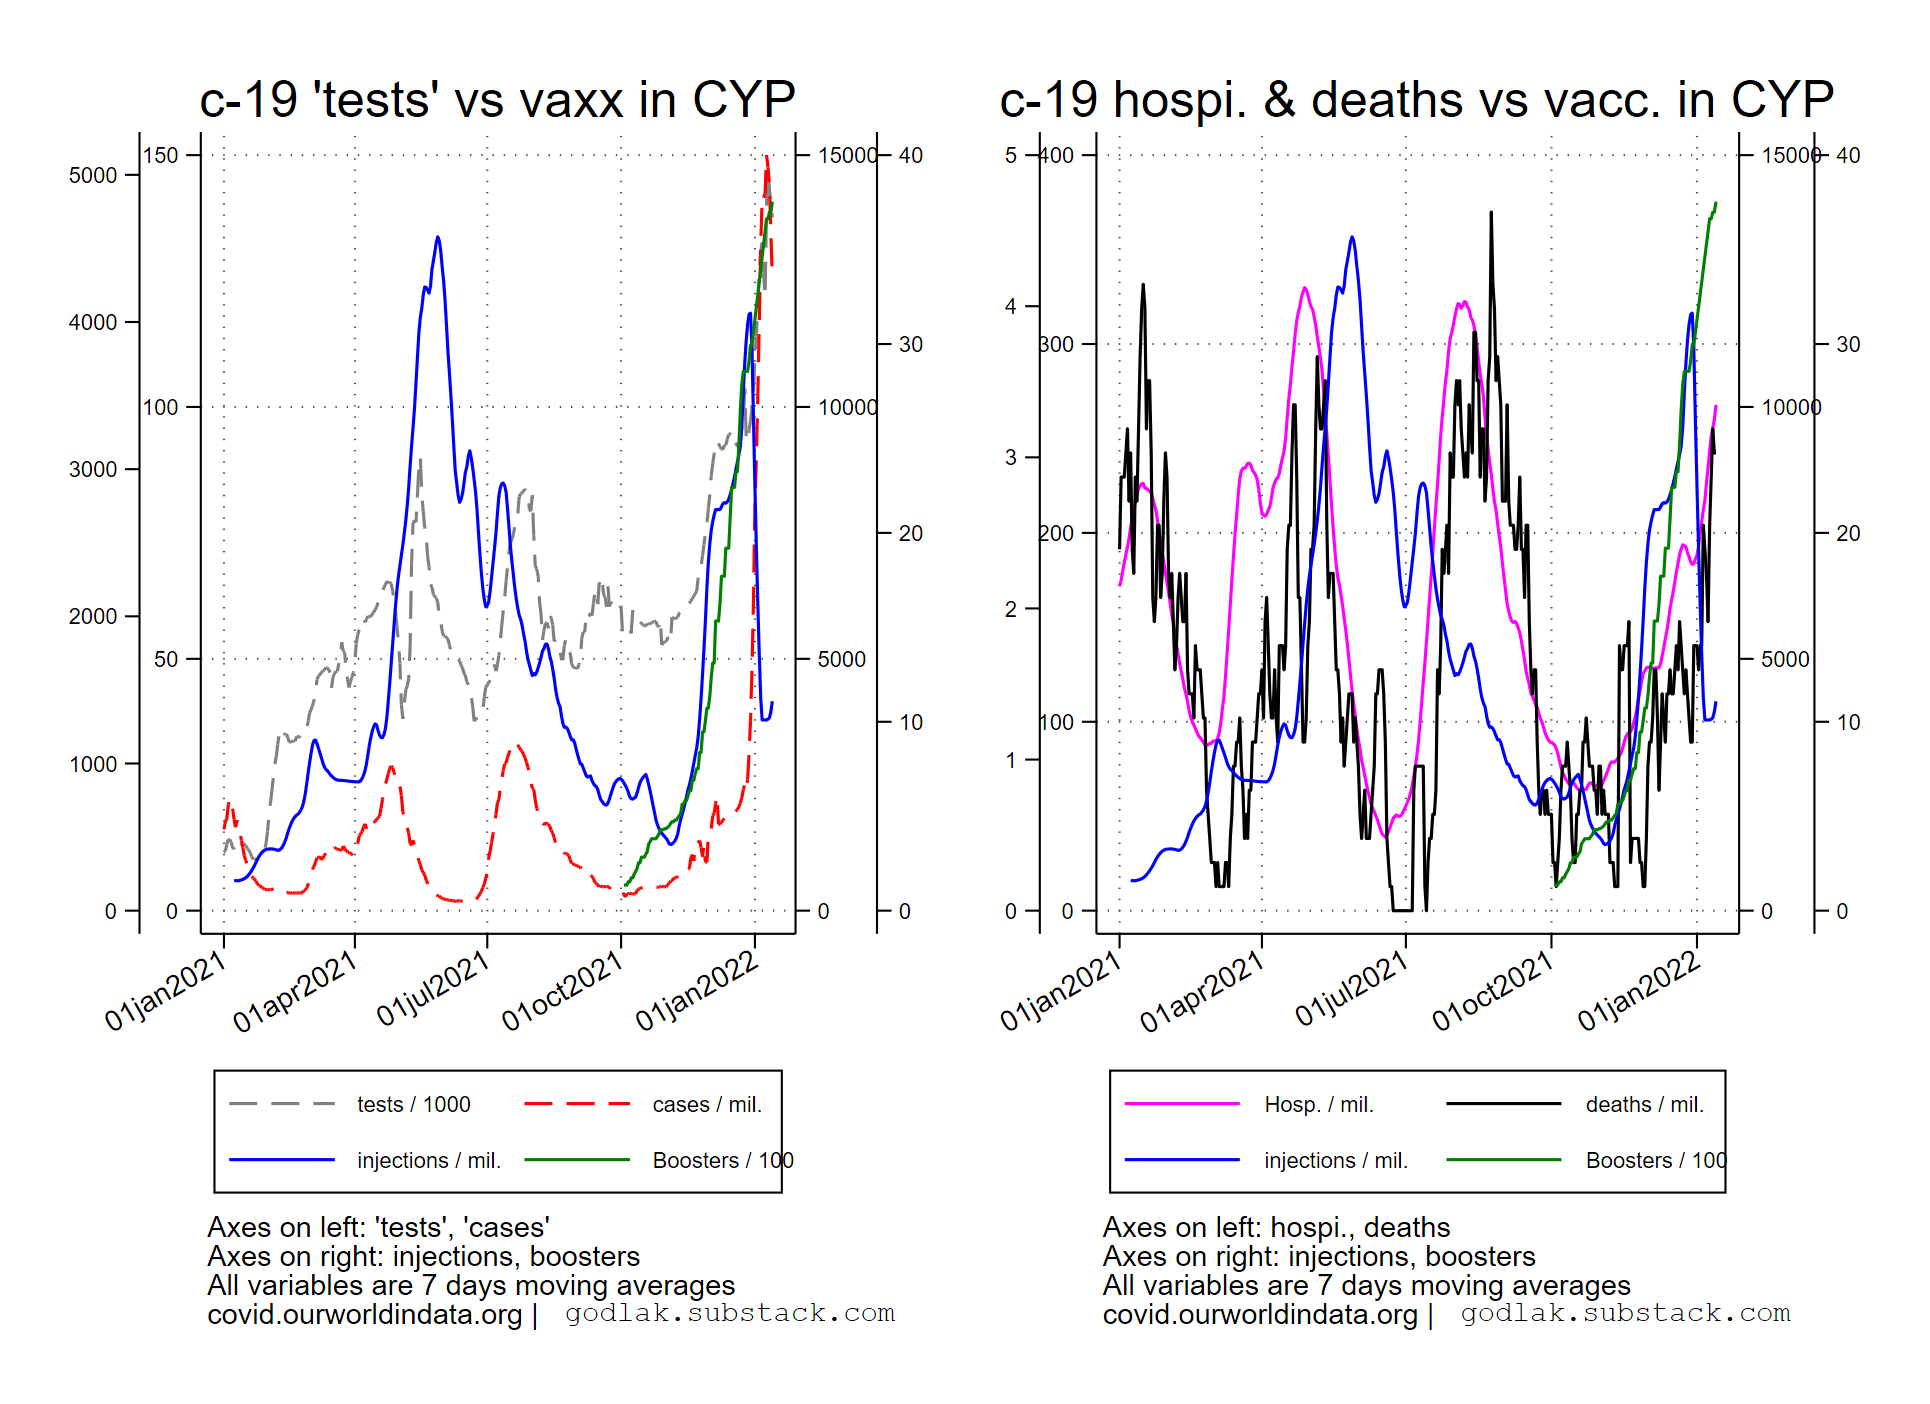 c-19 'tests' vs vaxx in CYP
5000
4000
3000
2000
1000
0
150
100
50
0
15000
10000
5000
0
40
30
20
10
0
01jan2021
01apr2021
01jul2021
01oct2021
01jan2022
tests / 1000
cases / mil.
injections / mil.
Boosters / 100
Axes on left: 'tests', 'cases'
Axes on right: injections, boosters
All variables are 7 days moving averages
covid.ourworldindata.org | godlak.substack.com
c-19 hospi. & deaths vs vacc. in CYP
5
4
3
2
1
0
400
300
200
100
0
15000
10000
5000
0
40
30
20
10
0
01jan2021
01apr2021
01jul2021
01oct2021
01jan2022
Hosp. / mil.
deaths / mil.
injections / mil.
Boosters / 100
Axes on left: hospi., deaths
Axes on right: injections, boosters
All variables are 7 days moving averages
covid.ourworldindata.org | godlak.substack.com